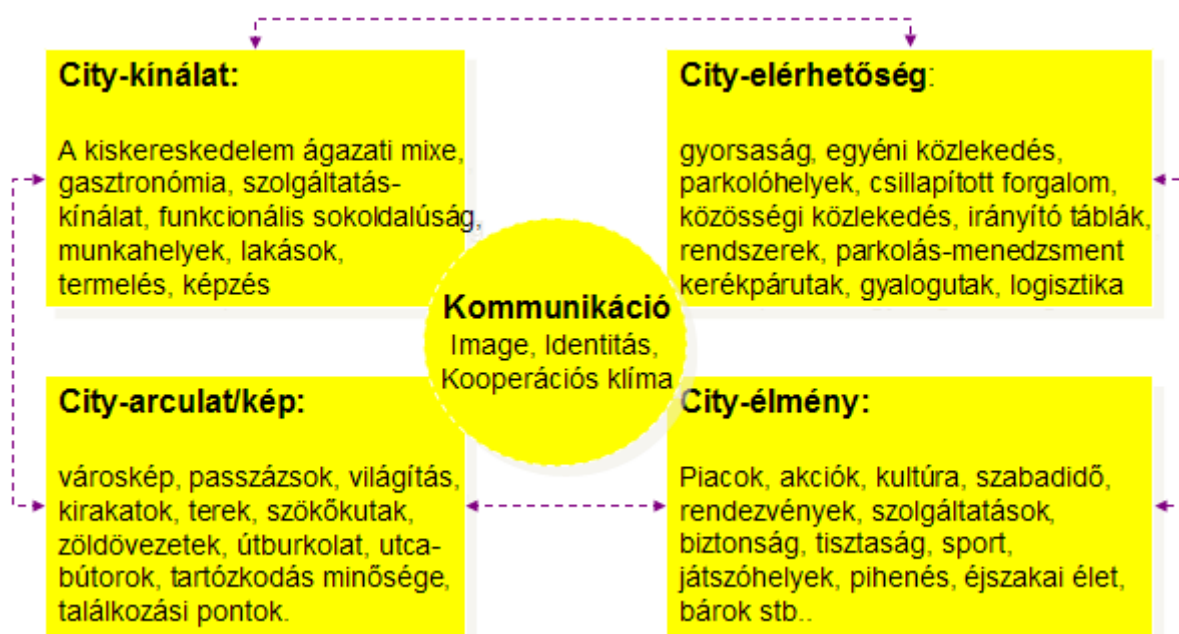 City-kínálat:
A kiskereskedelem ágazati mixe,
gasztronómia, szolgáltatás-
kínálat, funkcionális sokoldalúság,
munkahelyek, lakások,
termelés, képzés
City-elérhetőség:
gyorsaság, egyéni közlekedés,
parkolóhelyek, csillapított forgalom,
közösségi közlekedés, irányító táblák,
rendszerek, parkolás-menedzsment
kerékpárutak, gyalogutak, logisztika
Kommunikáció
Image, Identitás,
Kooperációs klíma
City-arculat/kép:
városkép, passzázsok, világítás,
kirakatok, terek, szökőkutak,
zöldövezetek, útburkolat, utca-
bútorok, tartózkodás minősége,
találkozási pontok.
City-élmény:
Piacok, akciók, kultúra, szabadidő,
rendezvények, szolgáltatások,
biztonság, tisztaság, sport,
játszóhelyek, pihenés, éjszakai élet,
bárok stb..